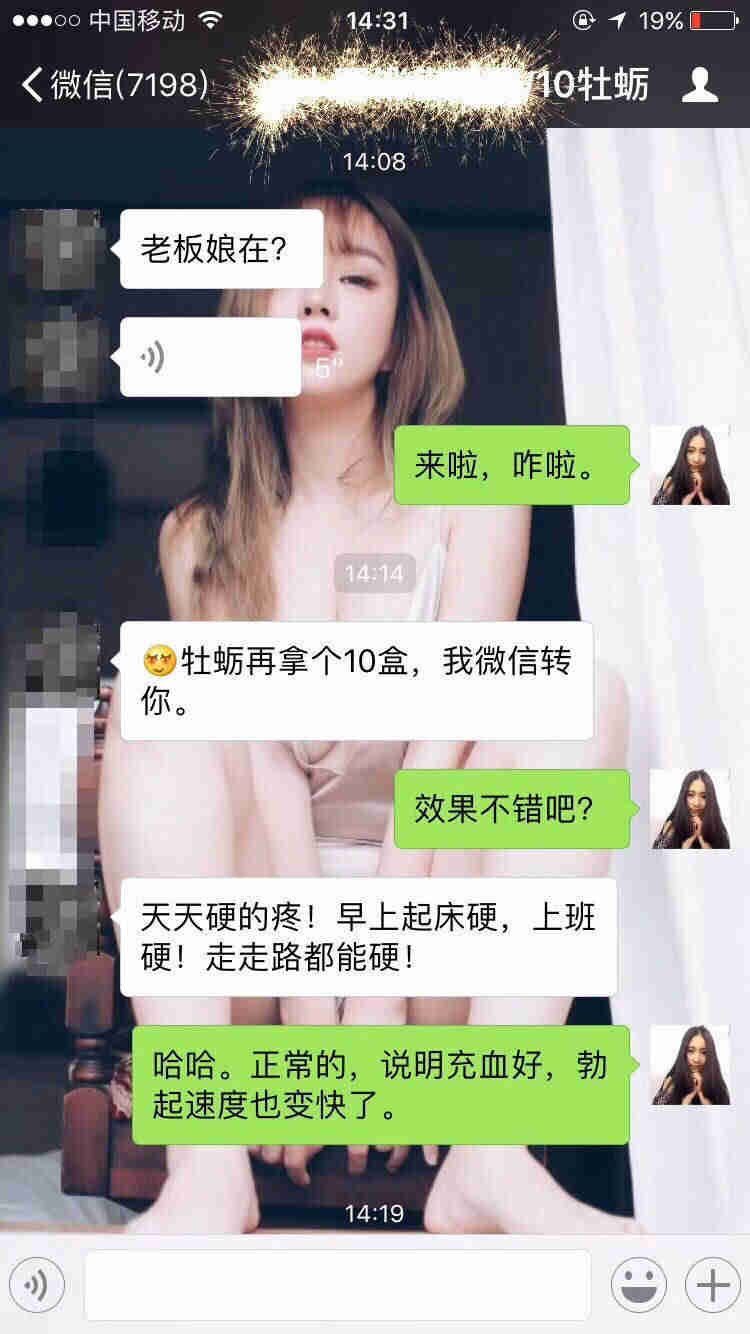 中国移动 14:31 19%
微信(7198) /10牡蛎
14:08
老板娘在?
5"
来啦，咋啦。
14:14
牡蛎再拿个10盒，我微信转
你。
效果不错吧?
天天硬的疼！早上起床硬，上班
硬！走走路都能硬！
哈哈。正常的，说明充血好，勃
起速度也变快了。
14:19